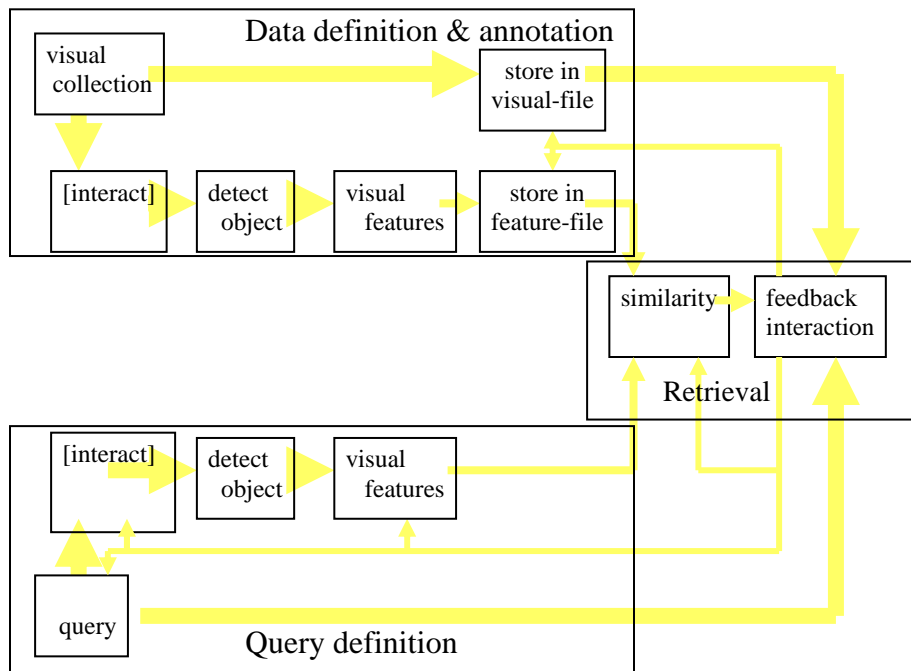 Data definition & annotation
visual
collection
store in
visual-file
[interact]
detect
object
visual
features
store in
feature-file
similarity
feedback
interaction
Retrieval
[interact]
detect
object
visual
features
query
Query definition